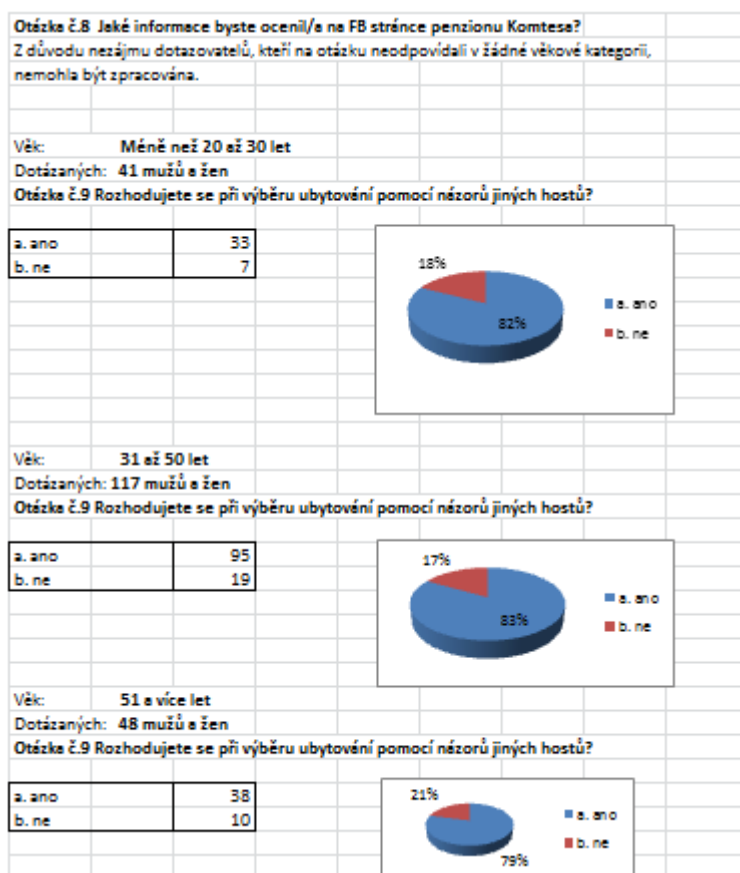 Otázka č.8 Jaké informace byste ocenil/a na FB stránce penzionu Komtesa?
Z důvodu nezájmu dotazovatelů, kteří na otázku neodpovídali v žádné věkové kategorii,
nemohla být zpracována.
Věk: Méně než 20 až 30 let
Dotázaných: 41 mužů a žen
Otázka č.9 Rozhodujete se při výběru ubytování pomocí názorů jiných hostů?
a. ano 33
b. ne 7
18%
82%
a. ano
b. ne
Věk: 31 až 50 let
Dotázaných: 117 mužů a žen
Otázka č.9 Rozhodujete se při výběru ubytování pomocí názorů jiných hostů?
a. ano 95
b. ne 19
17%
83%
a. ano
b. ne
Věk: 51 a více let
Dotázaných: 48 mužů a žen
Otázka č.9 Rozhodujete se při výběru ubytování pomocí názorů jiných hostů?
a. ano 38
b. ne 10
21%
79%
a. ano
b. ne